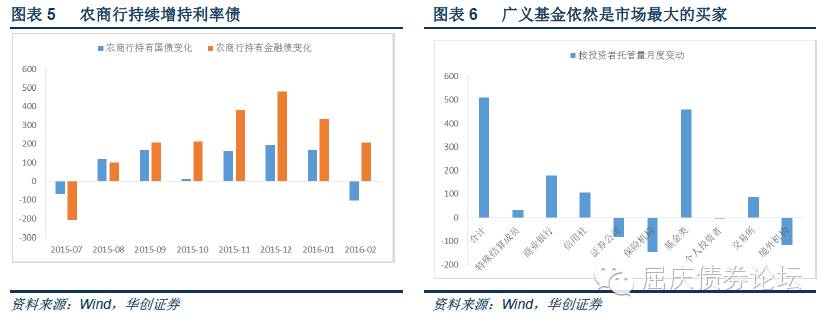 图表 5 农商行持续增持利率债
农商行持有国债变化 农商行持有金融债变化
600
500
400
300
200
100
0
-100
-200
-300
2015-07 2015-08 2015-09 2015-10 2015-11 2015-12 2016-01 2016-02
资料来源：Wind，华创证券
图表 6 广义基金依然是市场最大的买家
按投资者托管量月度变动
600
500
400
300
200
100
0
-100
-200
合计 特殊结算成员 商业银行 信用社 证券公司 保险机构 基金类 个人投资者 交易所 境外机构
屈庆债券论坛
资料来源：Wind，华创证券